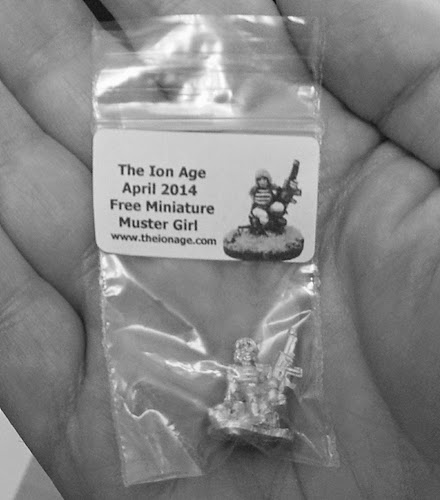 The Ion Age
April 2014
Free Miniature
Muster Girl
www.theionage.com